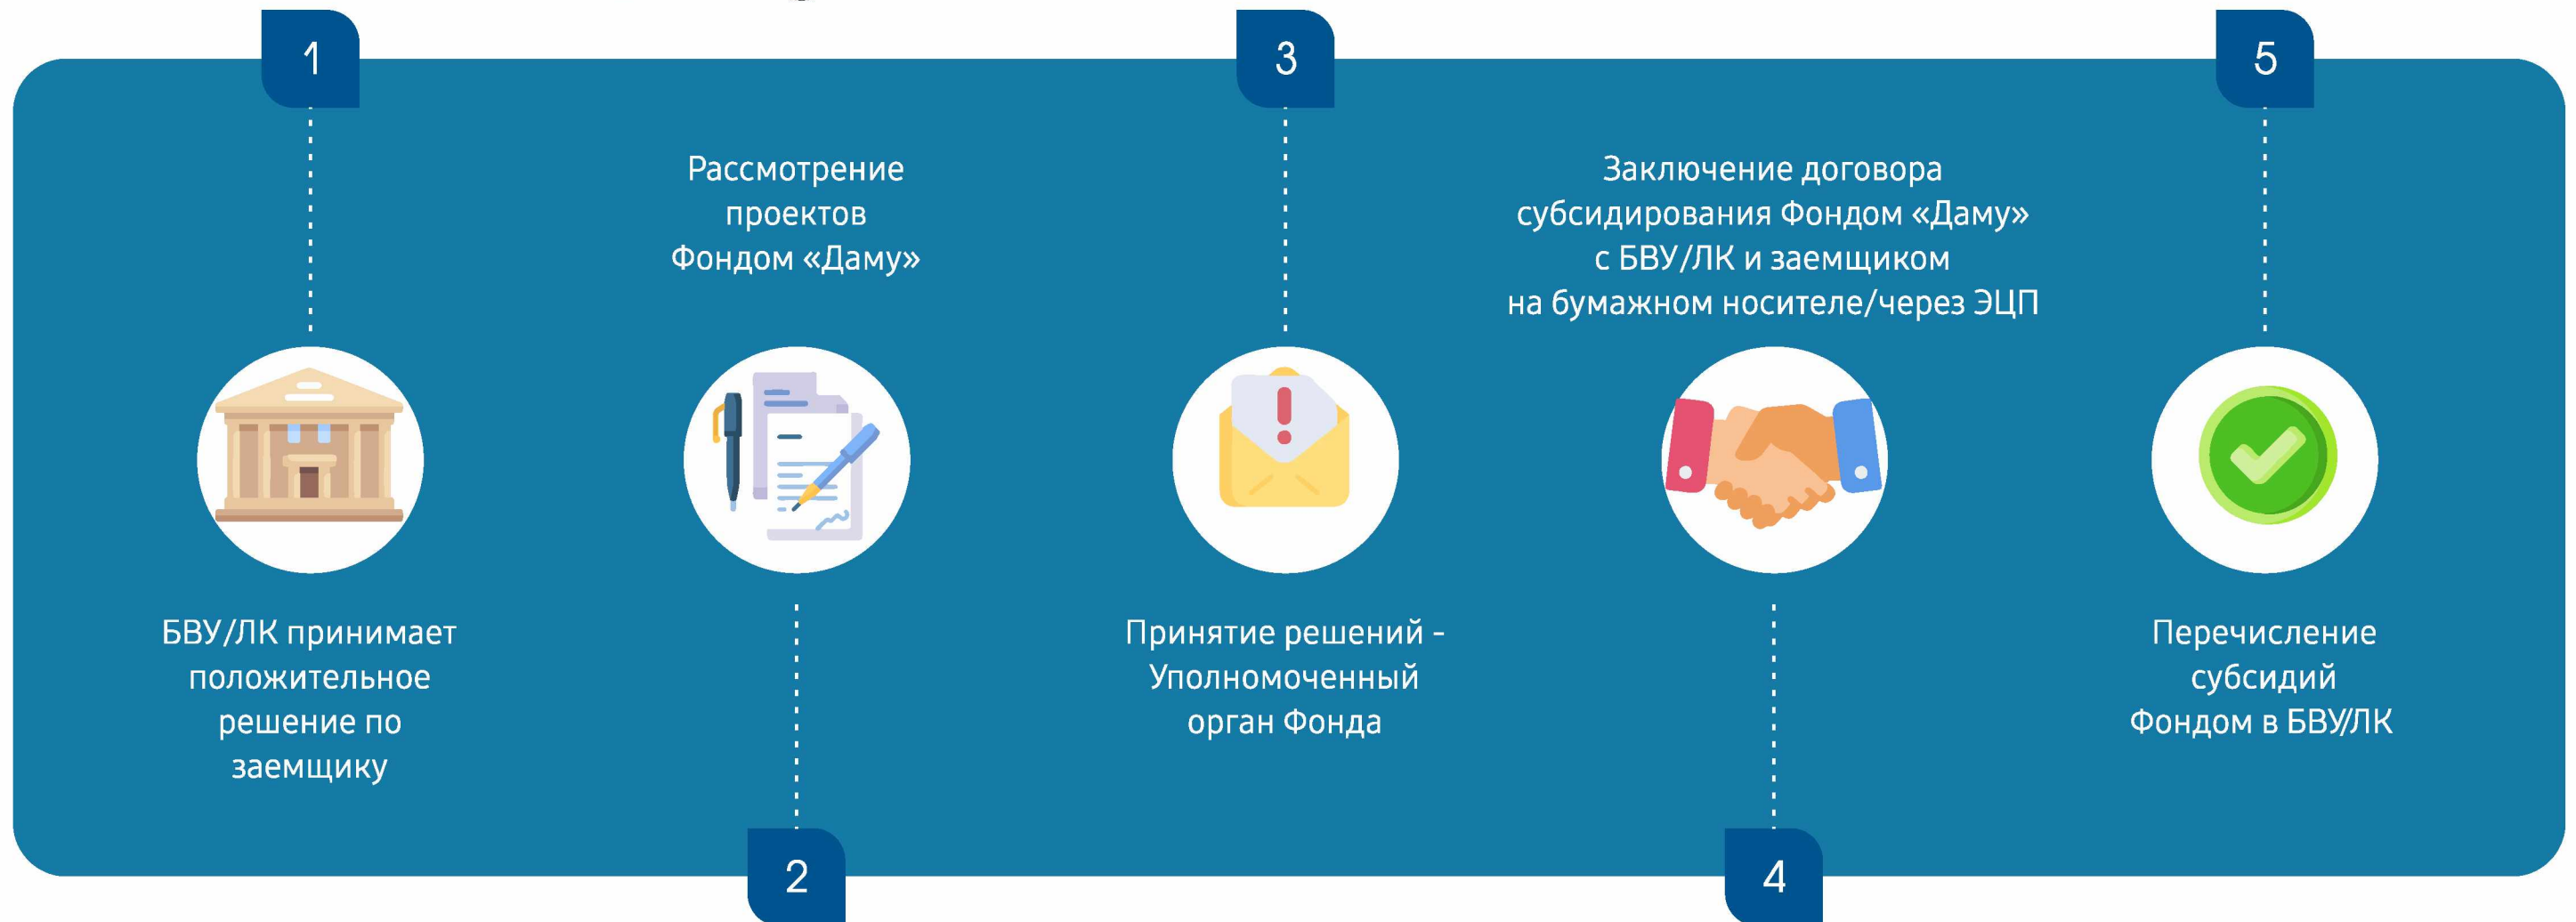 1
БВУ/ЛК принимает
положительное
решение по
заемщику
2
Рассмотрение
проектов
Фондом «Даму»
3
Принятие решений -
Уполномоченный
орган Фонда
4
Заключение договора
субсидирования Фондом «Даму»
с БВУ/ЛК и заемщиком
на бумажном носителе/через ЭЦП
5
Перечисление
субсидий
Фондом в БВУ/ЛК